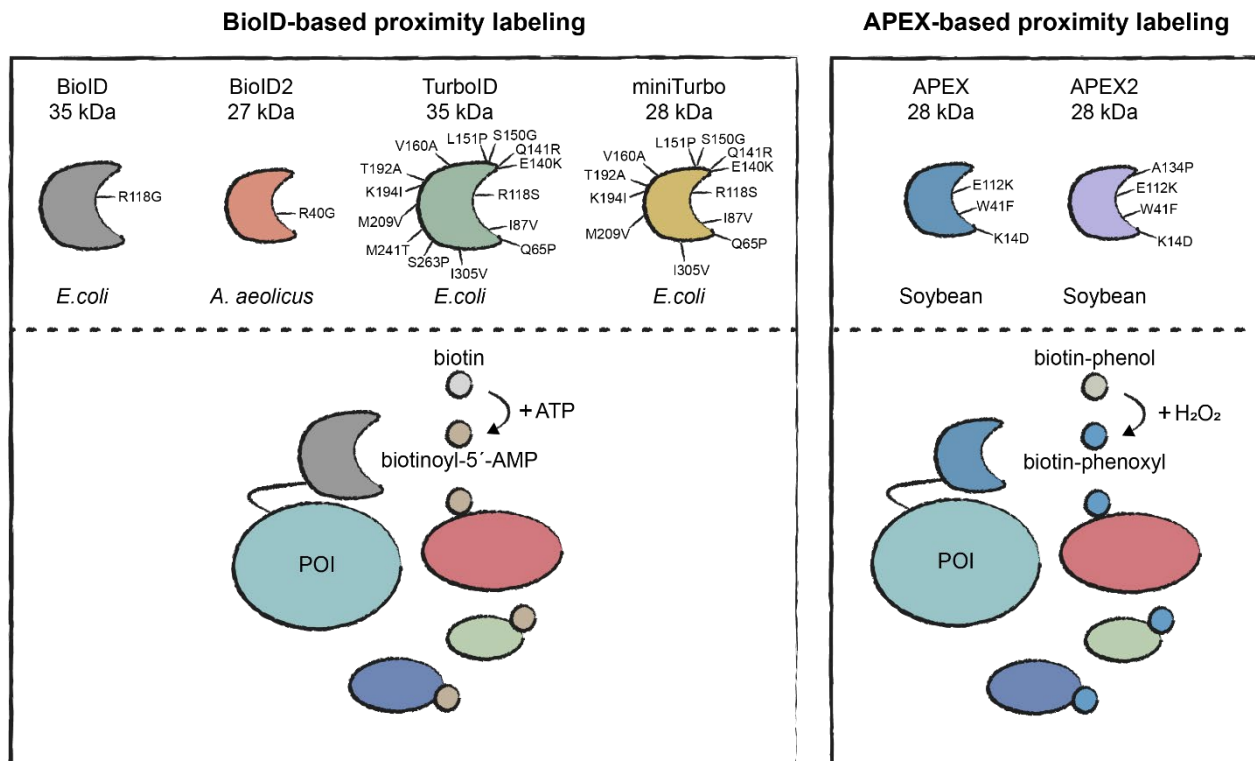 BioID-based proximity labeling
APEX-based proximity labeling
BioID
35 kDa
R118G
E.coli
BioID2
27 kDa
R40G
A. aeolicus
TurboID
35 kDa
L151P
S150G
V160A
Q141R
E140K
T192A
K194I
R118S
M209V
I87V
M241T
Q65P
S263P
I305V
E.coli
miniTurbo
28 kDa
L151P
S150G
V160A
Q141R
E140K
T192A
K194I
R118S
M209V
I87V
Q65P
I305V
E.coli
APEX
28 kDa
E112K
W41F
K14D
Soybean
APEX2
28 kDa
A134P
E112K
W41F
K14D
Soybean
biotin
+ ATP
biotinoyl-5´-AMP
POI
biotin-phenol
+ H₂O₂
biotin-phenoxyl
POI